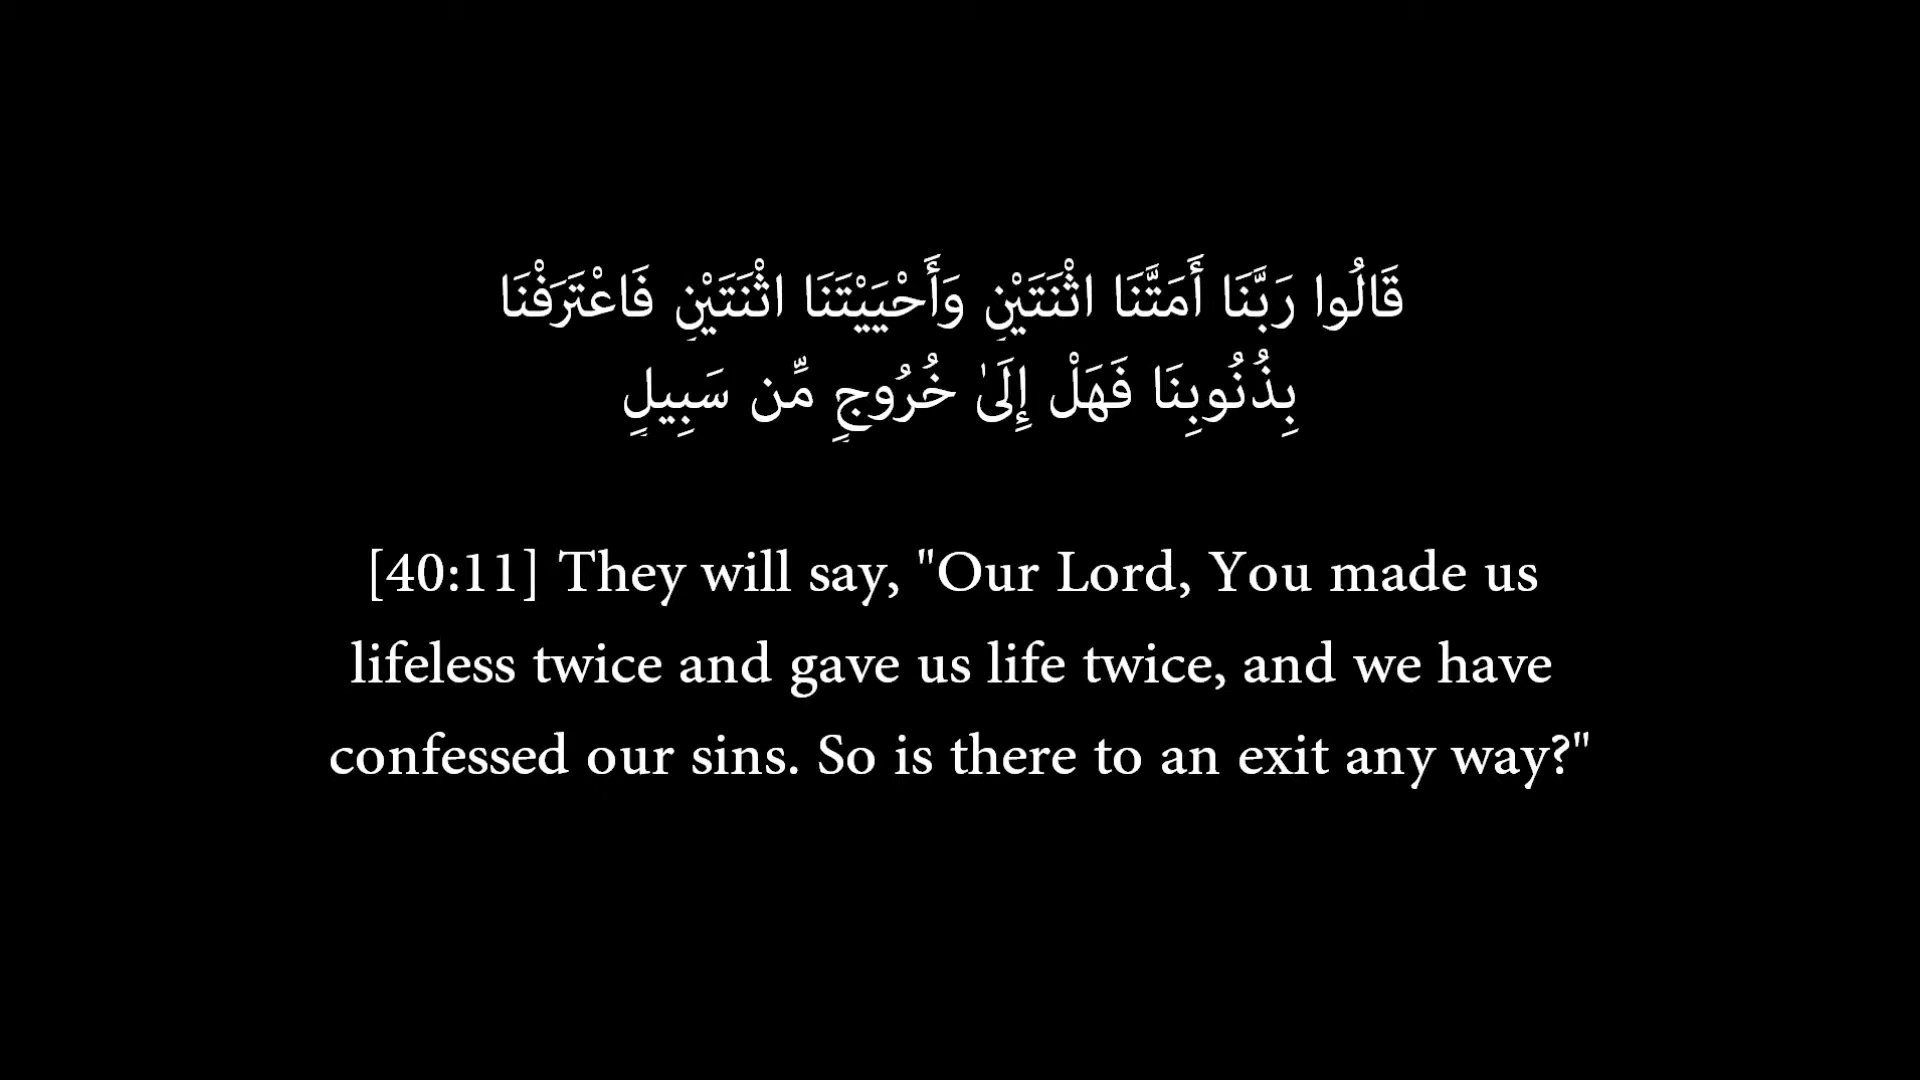 قَالُوا رَبَّنَا أَمَتَّنَا اثْنَتَيْنِ وَأَحْيَيْتَنَا اثْنَتَيْنِ فَاعْتَرَفْنَا
بِذُنُوبِنَا فَهَلْ إِلَىٰ خُرُوجٍ مِّن سَبِيلٍ
[40:11] They will say, "Our Lord, You made us
lifeless twice and gave us life twice, and we have
confessed our sins. So is there to an exit any way?"